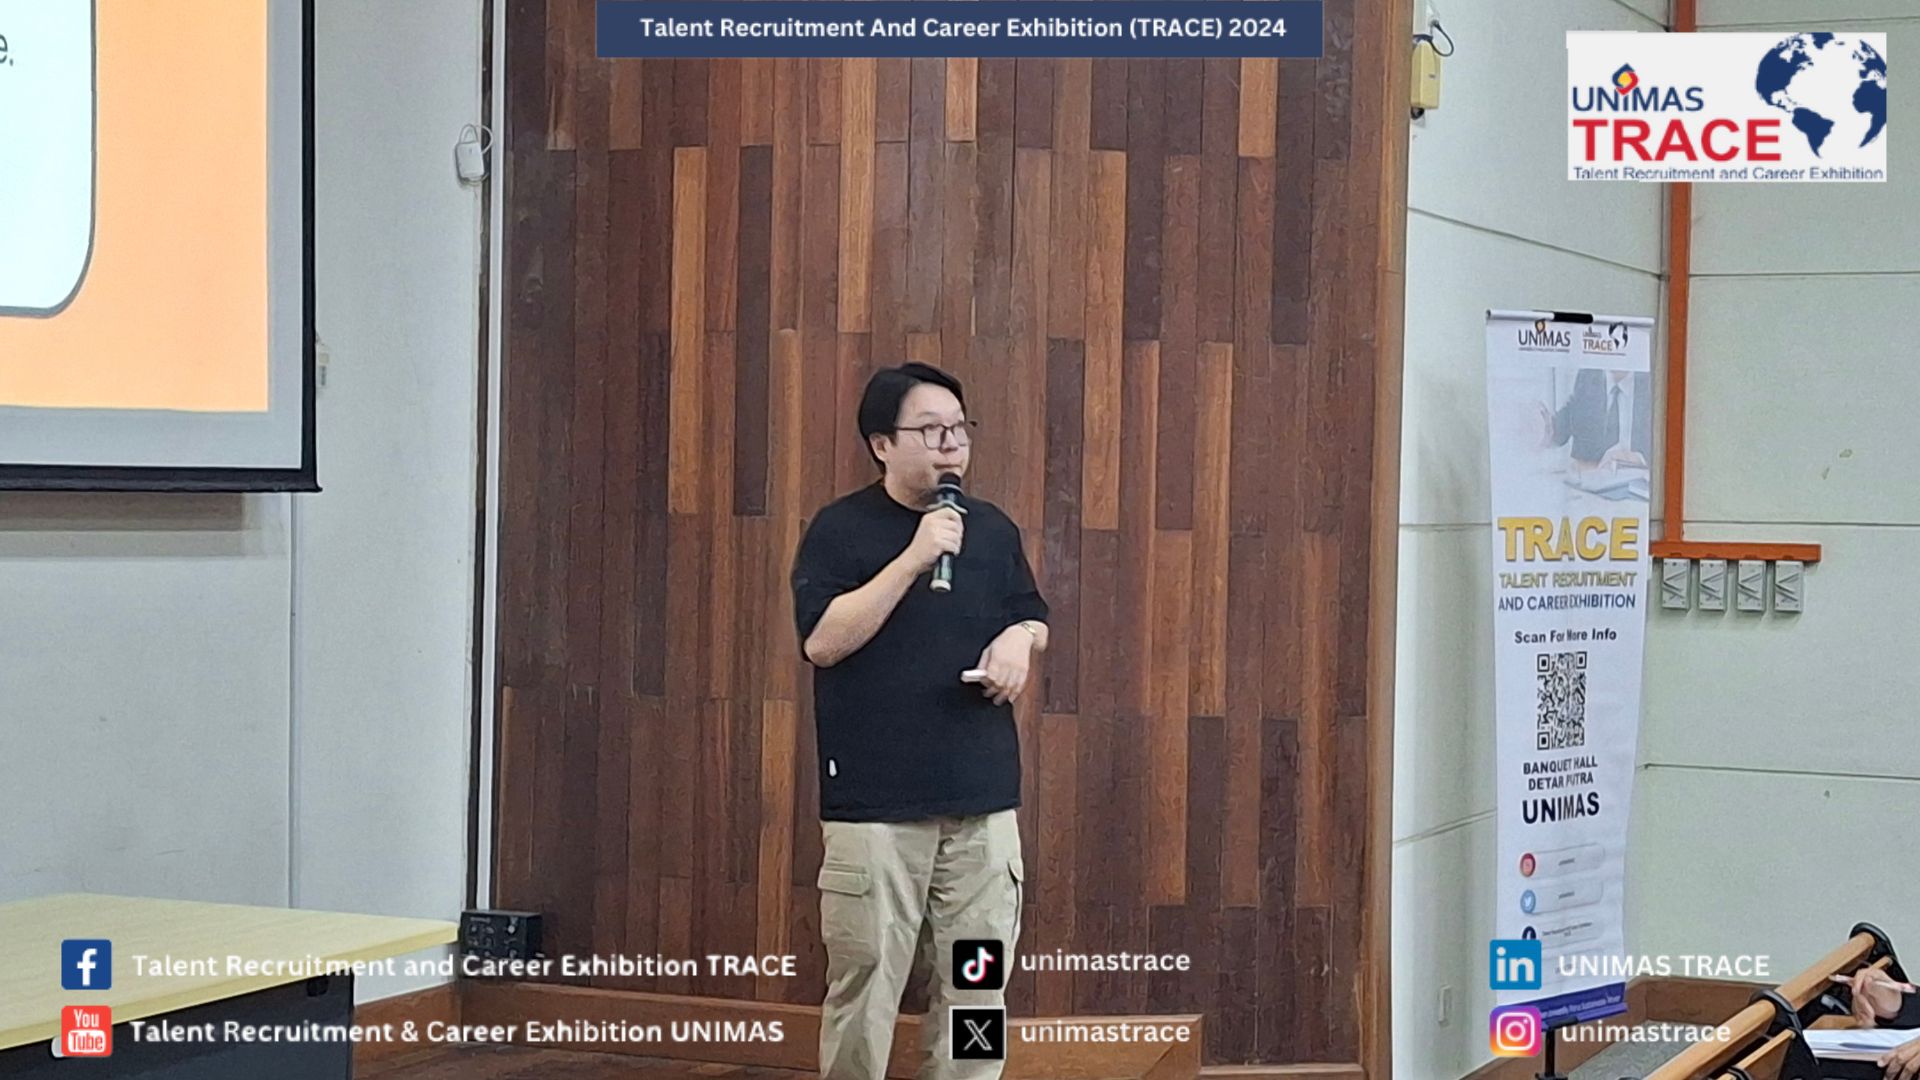 Talent Recruitment And Career Exhibition (TRACE) 2024
e.
UNIMAS
TRACE
Talent Recruitment and Career Exhibition
UNIMAS
UNIMAS
TRACE
TRACE
TALENT RECRUITMENT
AND CAREER EXHIBITION
Scan For More Info
BANQUET HALL
DETAR PUTRA
UNIMAS
Talent Recruitment and Career Exhibition TRACE
unimastrace
UNIMAS TRACE
You
Tube
Talent Recruitment & Career Exhibition UNIMAS
unimastrace
unimastrace